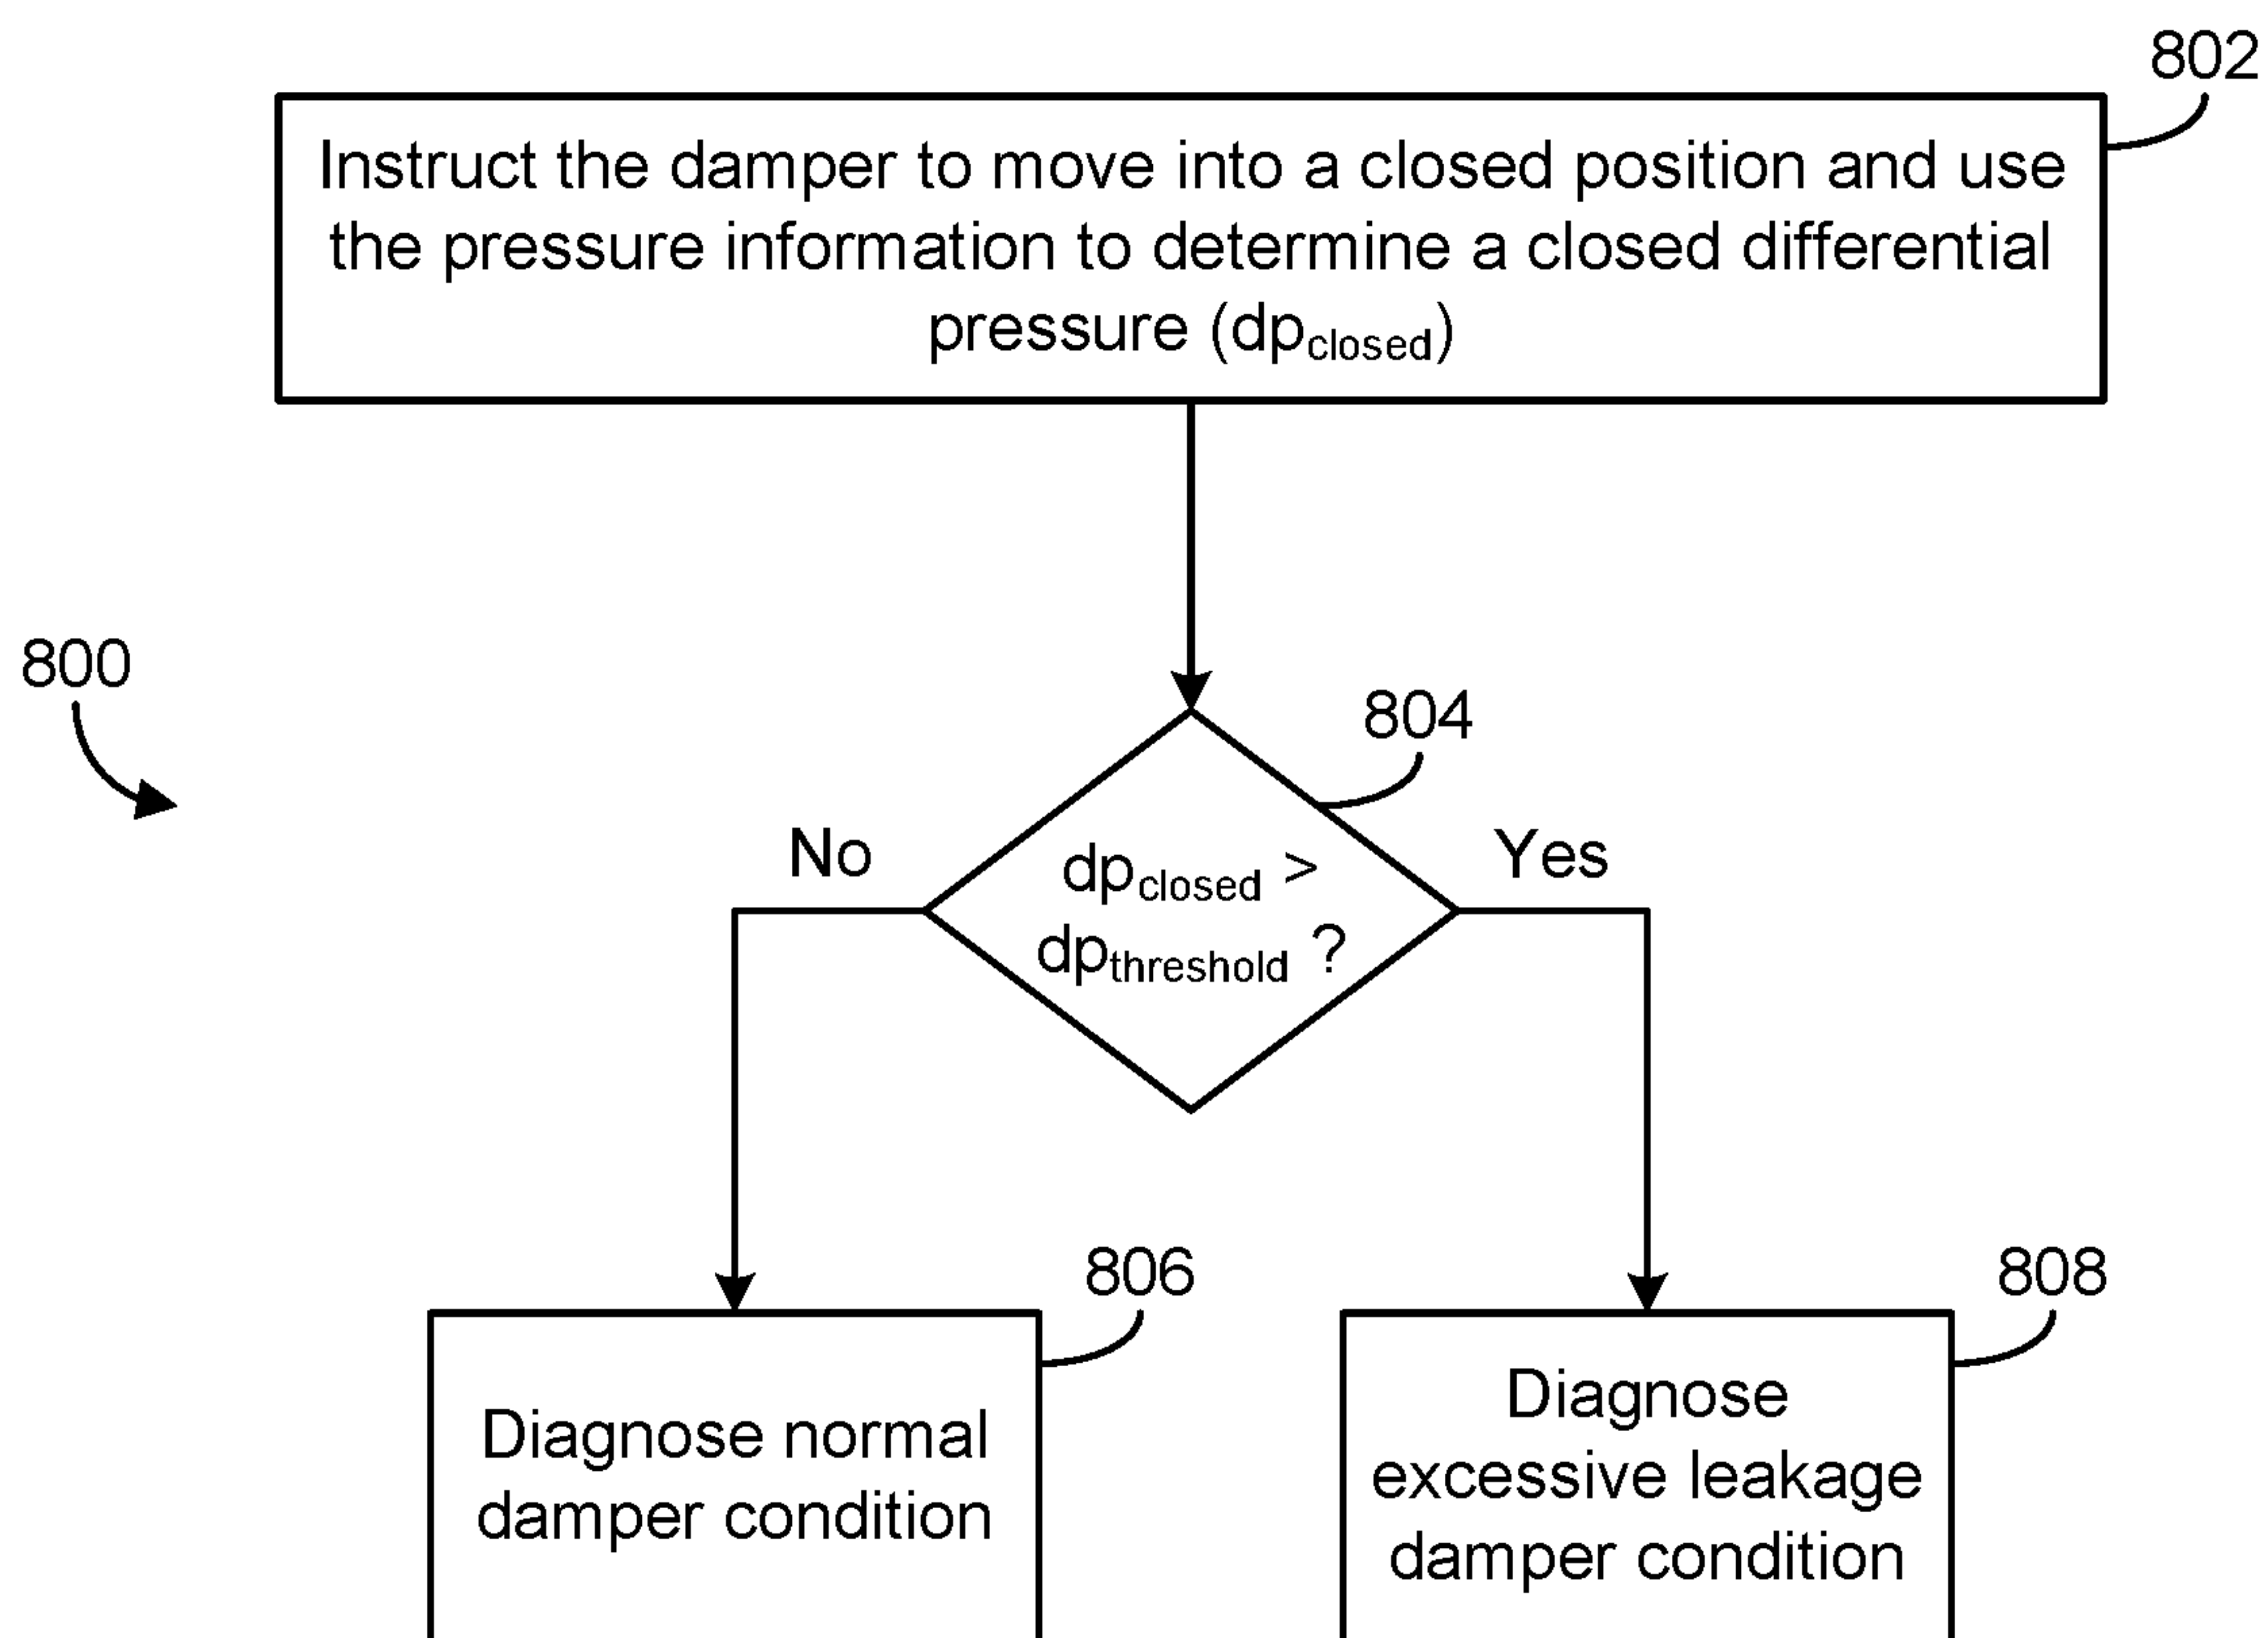 802
Instruct the damper to move into a closed position and use
the pressure information to determine a closed differential
pressure (dpclosed)
800
804
No
Yes
dpclosed >
dpthreshold ?
806
808
Diagnose normal
damper condition
Diagnose
excessive leakage
damper condition